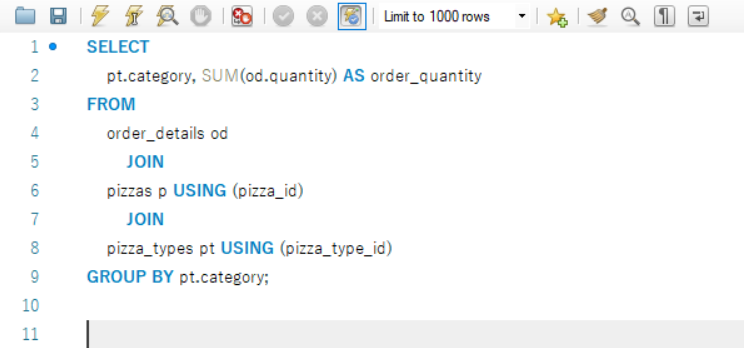 Limit to 1000 rows
1 SELECT
2 pt.category, SUM(od.quantity) AS order_quantity
3 FROM
4 order_details od
5 JOIN
6 pizzas p USING (pizza_id)
7 JOIN
8 pizza_types pt USING (pizza_type_id)
9 GROUP BY pt.category;
10
11